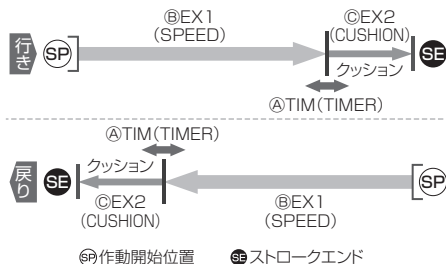 ⒷEX1
(SPEED)
ⒸEX2
(CUSHION)
行き
SP
クッション
SE
ⒶTIM(TIMER)
ⒶTIM(TIMER)
戻り
SE
クッション
ⒸEX2
(CUSHION)
ⒷEX1
(SPEED)
SP
SP作動開始位置 SEストロークエンド